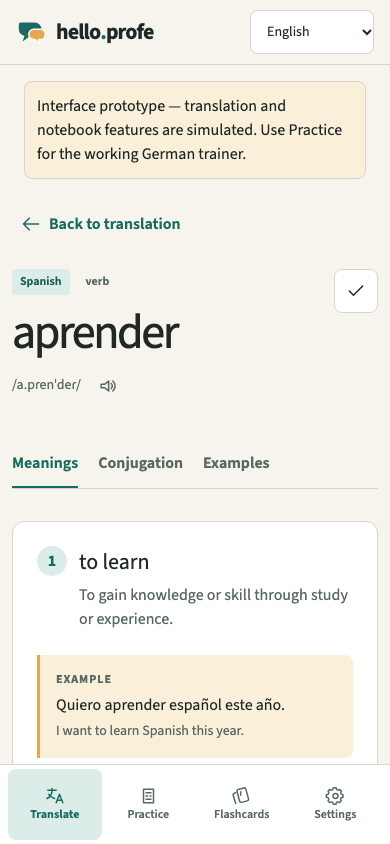 hello.profe
English
Interface prototype — translation and
notebook features are simulated. Use Practice
for the working German trainer.
Back to translation
Spanish verb
aprender
/a.pren'der/
Meanings Conjugation Examples
1 to learn
To gain knowledge or skill through study
or experience.
EXAMPLE
Quiero aprender español este año.
I want to learn Spanish this year.
Translate Practice Flashcards Settings